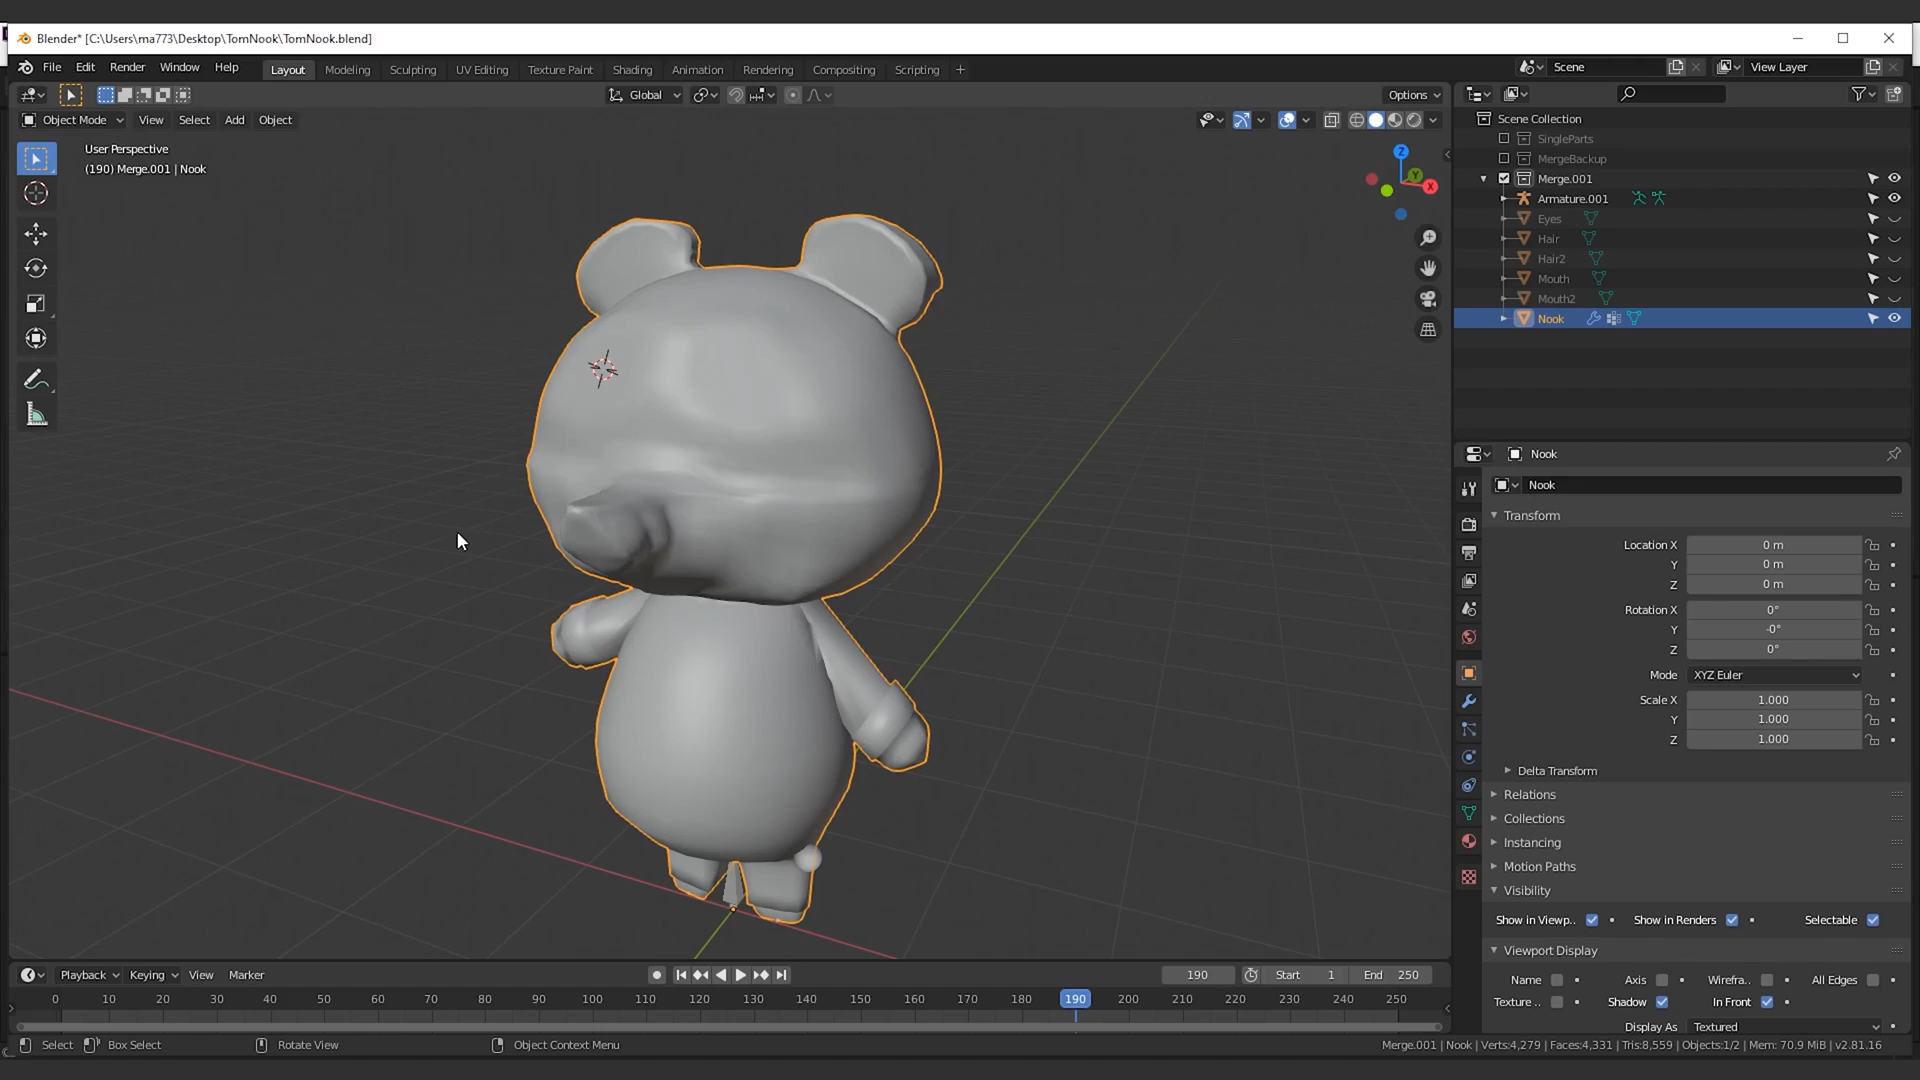 Blender* [C:\Users\ma773\Desktop\TomNook\TomNook.blend]
File Edit Render Window Help
Layout Modeling Sculpting UV Editing Texture Paint Shading Animation Rendering Compositing Scripting +
Scene
View Layer
Global
Options
Object Mode View Select Add Object
User Perspective
(190) Merge.001 | Nook
Z
Y
X
Scene Collection
SingleParts
MergeBackup
Merge.001
Armature.001
Eyes
Hair
Hair2
Mouth
Mouth2
Nook
Nook
Nook
Transform
Location X 0 m
Y 0 m
Z 0 m
Rotation X 0°
Y -0°
Z 0°
Mode XYZ Euler
Scale X 1.000
Y 1.000
Z 1.000
Delta Transform
Relations
Collections
Instancing
Motion Paths
Visibility
Show in Viewp.. Show in Renders Selectable
Viewport Display
Name Axis Wirefra.. All Edges
Texture .. Shadow In Front
Display As Textured
Playback Keying View Marker
190 Start 1 End 250
0 10 20 30 40 50 60 70 80 90 100 110 120 130 140 150 160 170 180 190 200 210 220 230 240 250
Select Box Select Rotate View Object Context Menu
Merge.001 | Nook | Verts:4,279 | Faces:4,331 | Tris:8,559 | Objects:1/2 | Mem: 70.9 MiB | v2.81.16